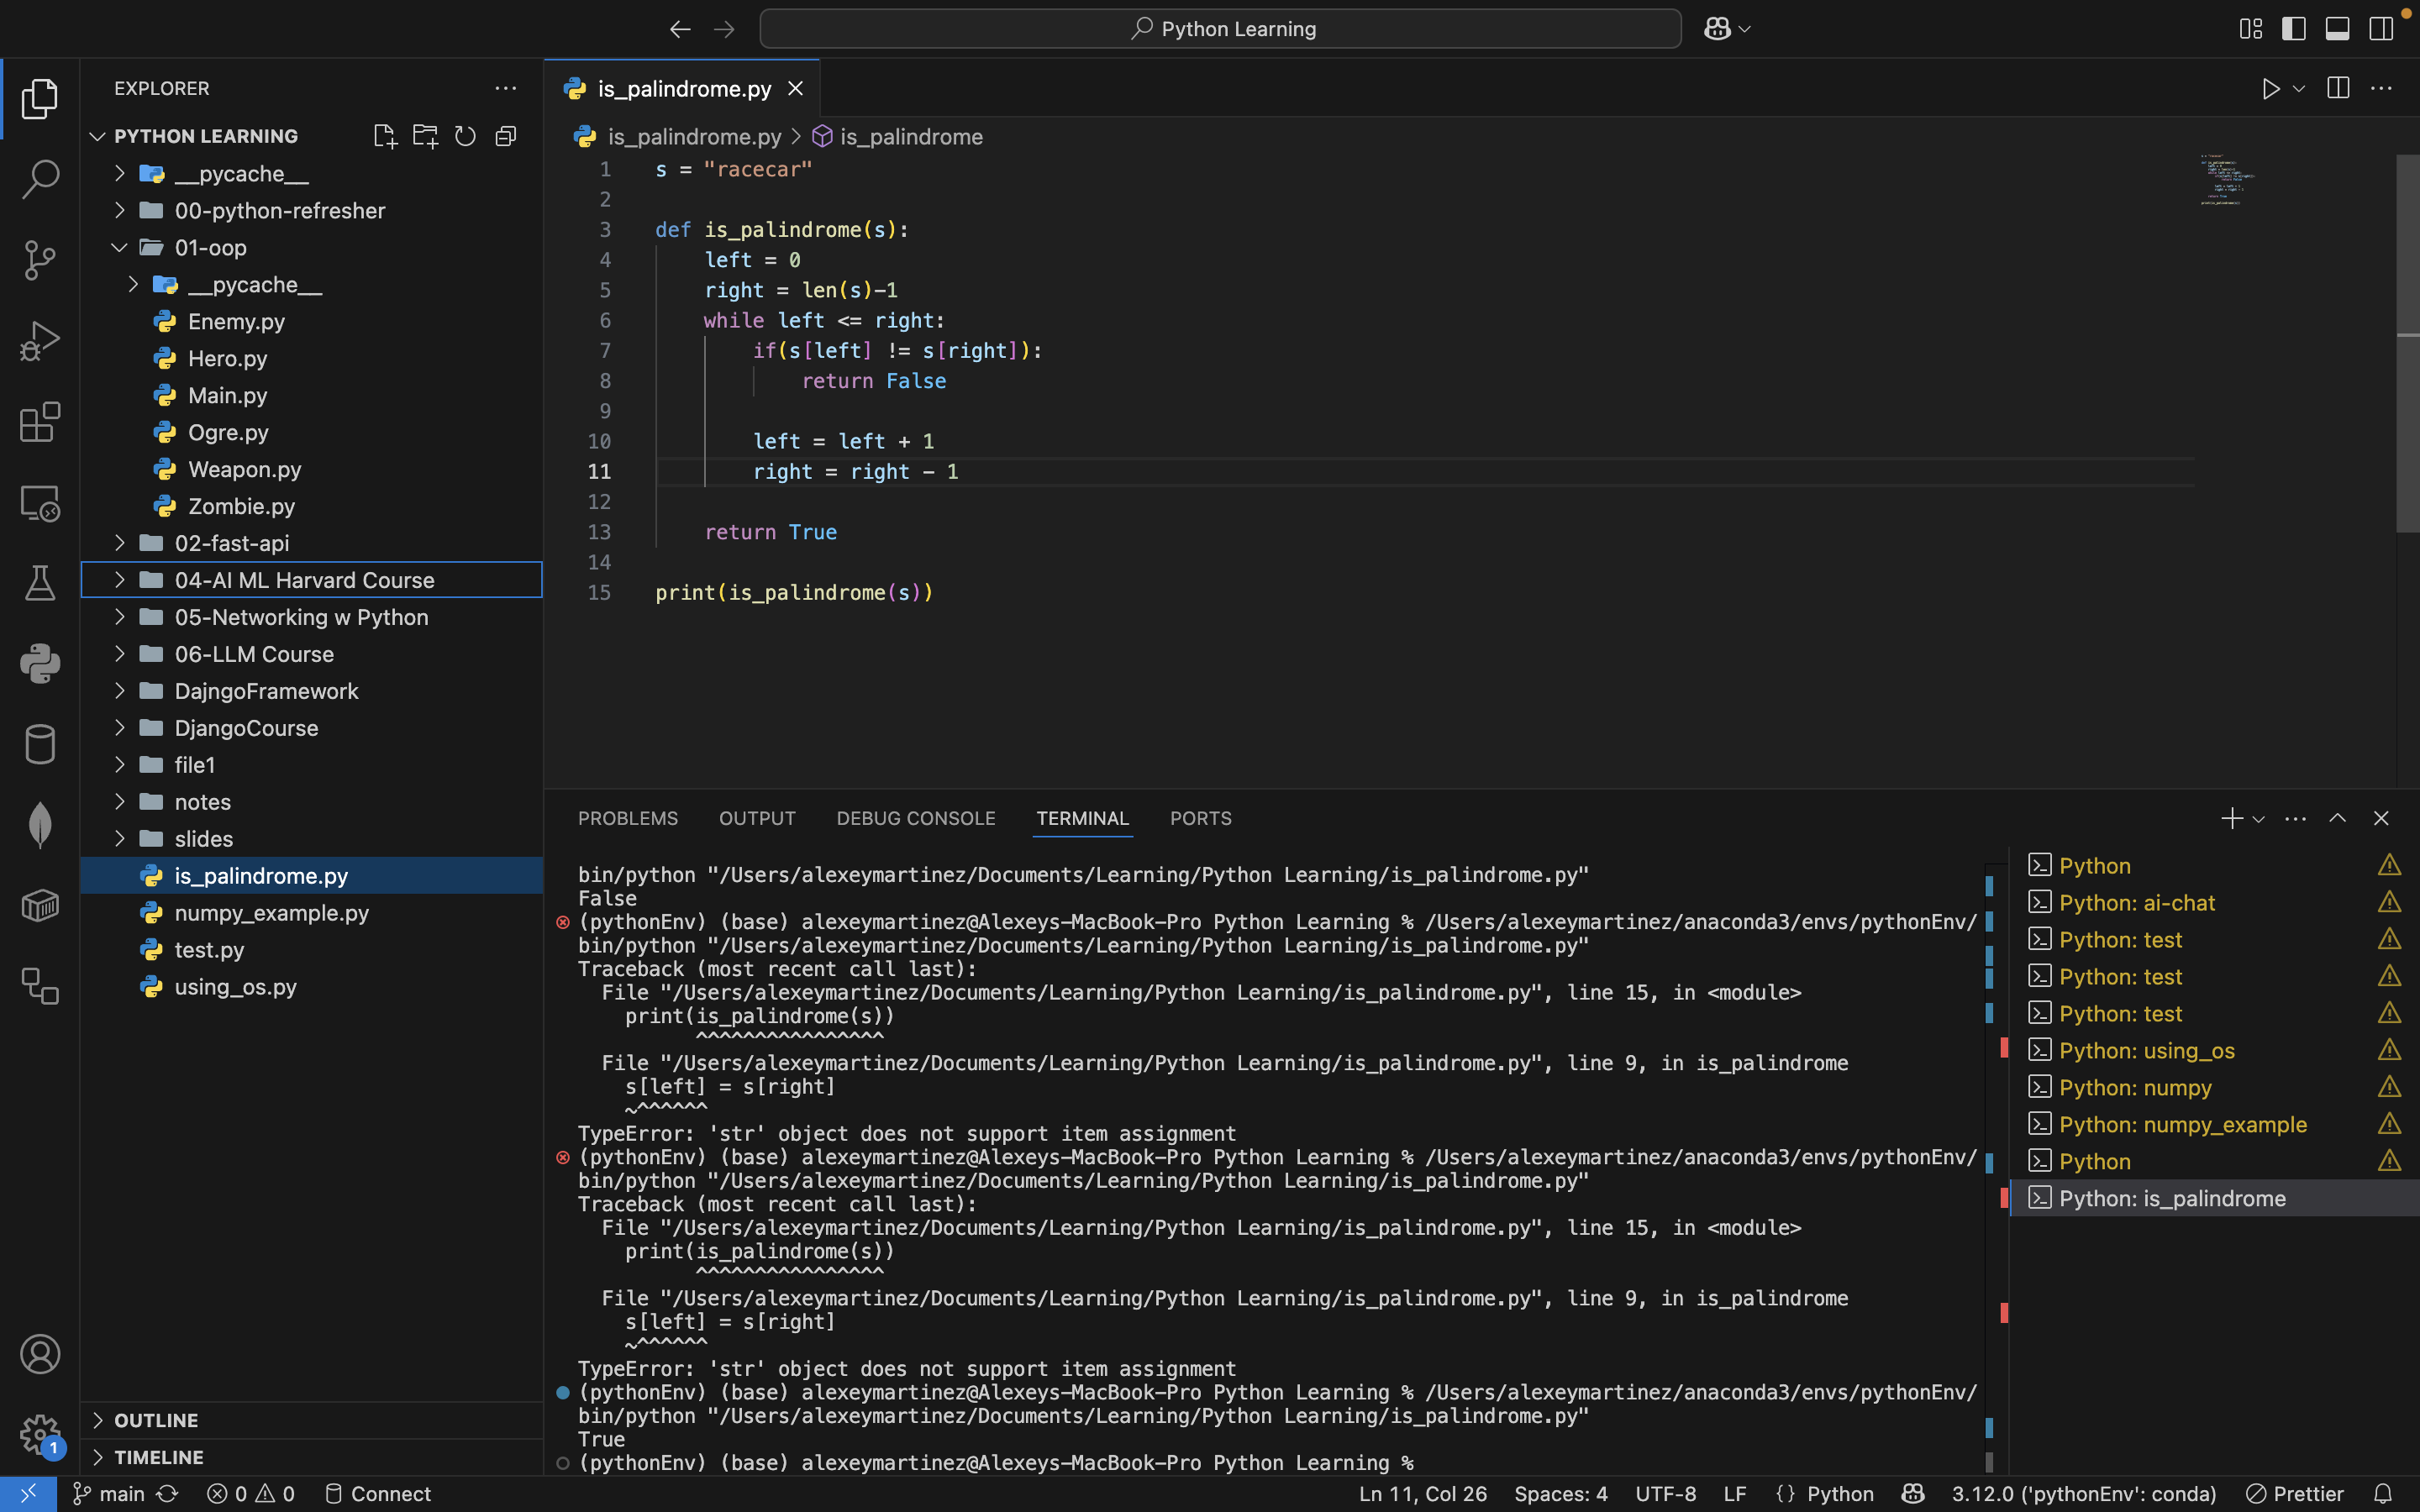 Python Learning
EXPLORER
PYTHON LEARNING
__pycache__
00-python-refresher
01-oop
__pycache__
Enemy.py
Hero.py
Main.py
Ogre.py
Weapon.py
Zombie.py
02-fast-api
04-AI ML Harvard Course
05-Networking w Python
06-LLM Course
DajngoFramework
DjangoCourse
file1
notes
slides
is_palindrome.py
numpy_example.py
test.py
using_os.py
OUTLINE
TIMELINE
is_palindrome.py
is_palindrome.py > is_palindrome
1 s = "racecar"
2
3 def is_palindrome(s):
4 left = 0
5 right = len(s)-1
6 while left <= right:
7 if(s[left] != s[right]):
8 return False
9
10 left = left + 1
11 right = right - 1
12
13 return True
14
15 print(is_palindrome(s))
PROBLEMS OUTPUT DEBUG CONSOLE TERMINAL PORTS
bin/python "/Users/alexeymartinez/Documents/Learning/Python Learning/is_palindrome.py"
False
(pythonEnv) (base) alexeymartinez@Alexeys-MacBook-Pro Python Learning % /Users/alexeymartinez/anaconda3/envs/pythonEnv/
bin/python "/Users/alexeymartinez/Documents/Learning/Python Learning/is_palindrome.py"
Traceback (most recent call last):
File "/Users/alexeymartinez/Documents/Learning/Python Learning/is_palindrome.py", line 15, in <module>
print(is_palindrome(s))
^^^^^^^^^^^^^^^^
File "/Users/alexeymartinez/Documents/Learning/Python Learning/is_palindrome.py", line 9, in is_palindrome
s[left] = s[right]
~^^^^^^
TypeError: 'str' object does not support item assignment
(pythonEnv) (base) alexeymartinez@Alexeys-MacBook-Pro Python Learning % /Users/alexeymartinez/anaconda3/envs/pythonEnv/
bin/python "/Users/alexeymartinez/Documents/Learning/Python Learning/is_palindrome.py"
Traceback (most recent call last):
File "/Users/alexeymartinez/Documents/Learning/Python Learning/is_palindrome.py", line 15, in <module>
print(is_palindrome(s))
^^^^^^^^^^^^^^^^
File "/Users/alexeymartinez/Documents/Learning/Python Learning/is_palindrome.py", line 9, in is_palindrome
s[left] = s[right]
~^^^^^^
TypeError: 'str' object does not support item assignment
(pythonEnv) (base) alexeymartinez@Alexeys-MacBook-Pro Python Learning % /Users/alexeymartinez/anaconda3/envs/pythonEnv/
bin/python "/Users/alexeymartinez/Documents/Learning/Python Learning/is_palindrome.py"
True
(pythonEnv) (base) alexeymartinez@Alexeys-MacBook-Pro Python Learning %
Python
Python: ai-chat
Python: test
Python: test
Python: test
Python: using_os
Python: numpy
Python: numpy_example
Python
Python: is_palindrome
1
main 0 0 Connect Ln 11, Col 26 Spaces: 4 UTF-8 LF {} Python 3.12.0 ('pythonEnv': conda) Prettier